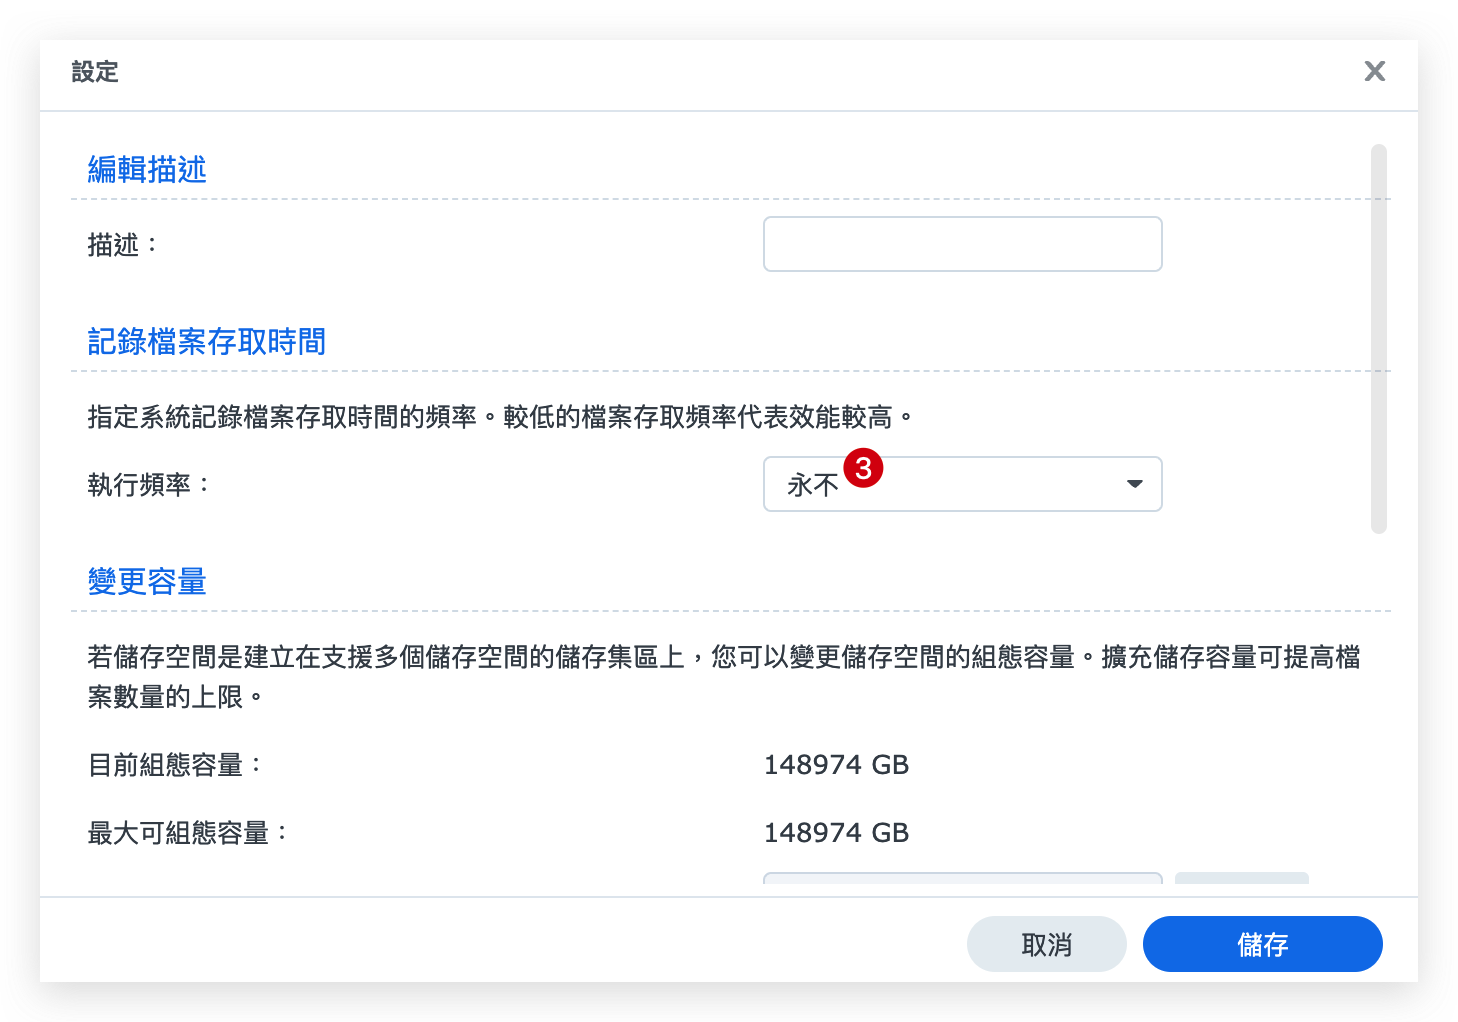 設定
編輯描述
描述：
記錄檔案存取時間
指定系統記錄檔案存取時間的頻率。較低的檔案存取頻率代表效能較高。
執行頻率：
永不
3
變更容量
若儲存空間是建立在支援多個儲存空間的儲存集區上，您可以變更儲存空間的組態容量。擴充儲存容量可提高檔
案數量的上限。
目前組態容量：
148974 GB
最大可組態容量：
148974 GB
取消
儲存